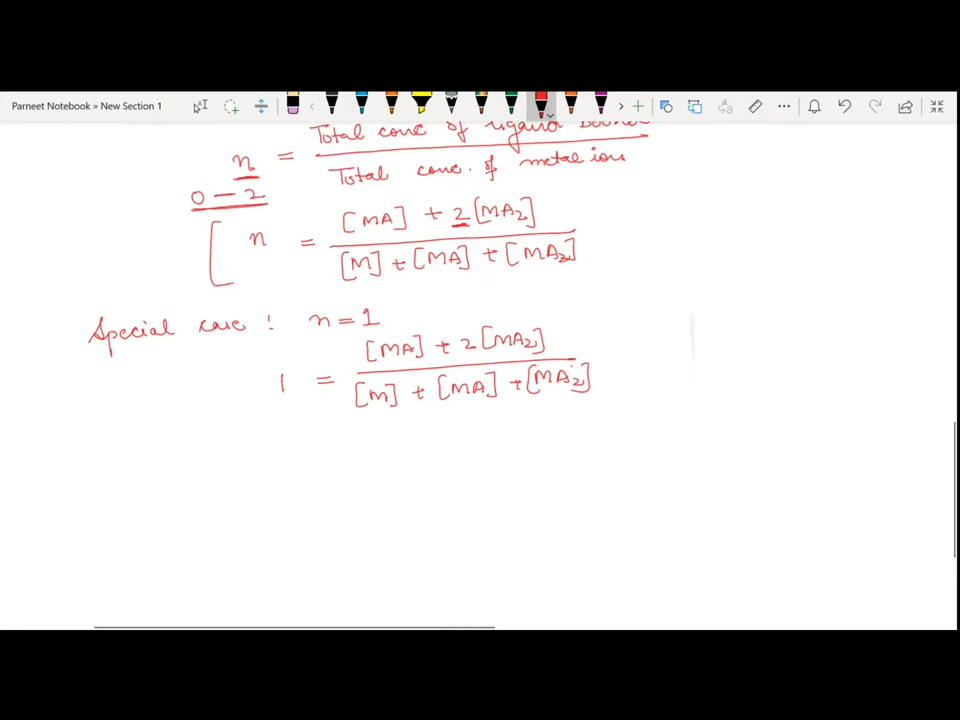 Parneet Notebook » New Section 1
n = Total conc of ligand bound / Total conc. of metal ions
0 — 2
n = [MA] + 2[MA2] / [M] + [MA] + [MA2]
Special case : n = 1
1 = [MA] + 2[MA2] / [M] + [MA] + [MA2]